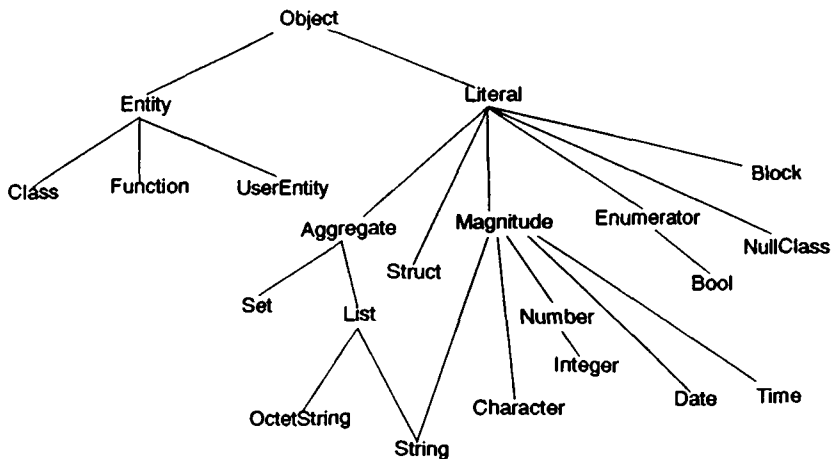 Object
Entity
Literal
Class
Function
UserEntity
Block
Aggregate
Magnitude
Enumerator
NullClass
Struct
Bool
Set
List
Number
Integer
OctetString
String
Character
Date
Time